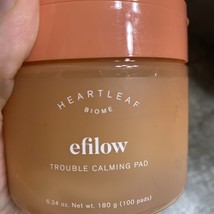 HEARTLEAF
BIOME
efilow
TROUBLE CALMING PAD
6.34 oz. Net wt. 180 g (100 pads)